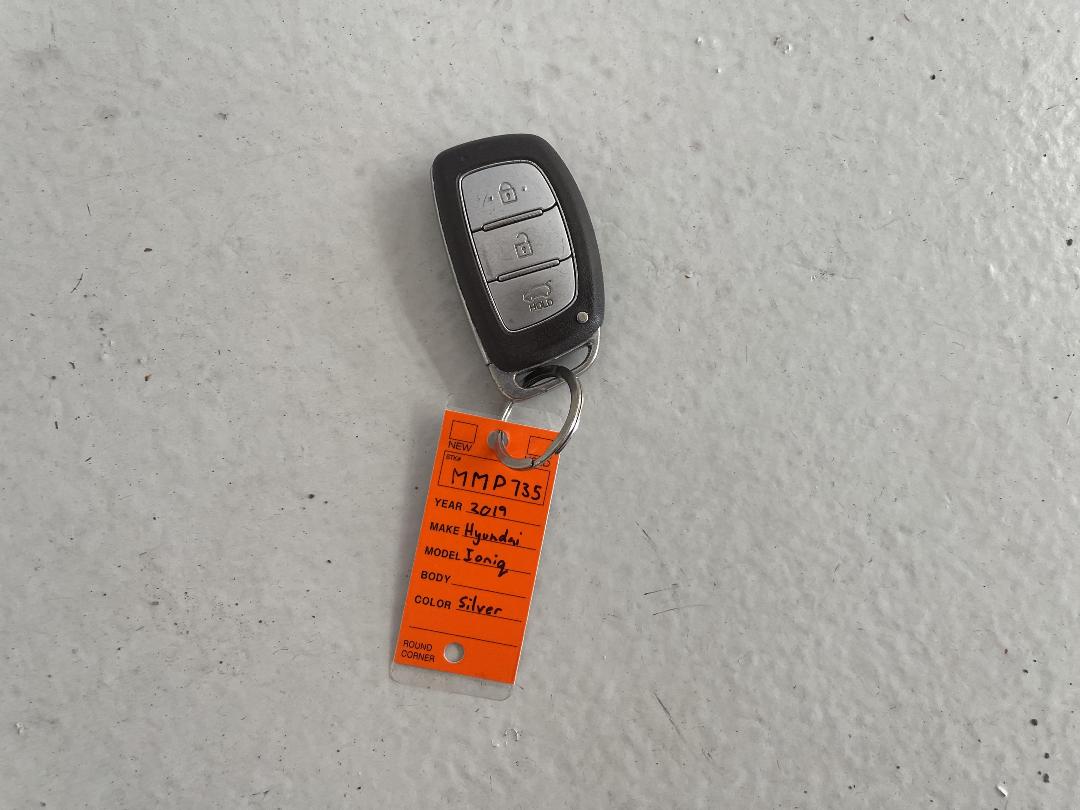 HOLD
NEW
STK#
MMP735
YEAR 2019
MAKE Hyundai
MODEL Ioniq
BODY
COLOR Silver
ROUND
CORNER